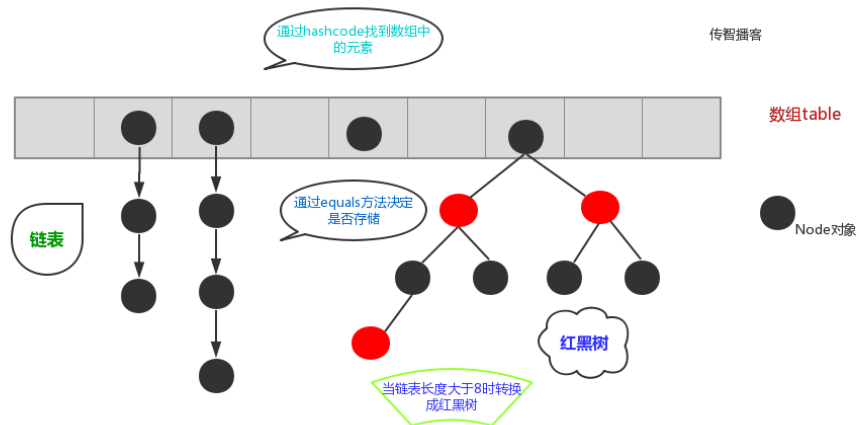 通过hashcode找到数组中
的元素
传智播客
数组table
通过equals方法决定
是否存储
链表
Node对象
红黑树
当链表长度大于8时转换
成红黑树